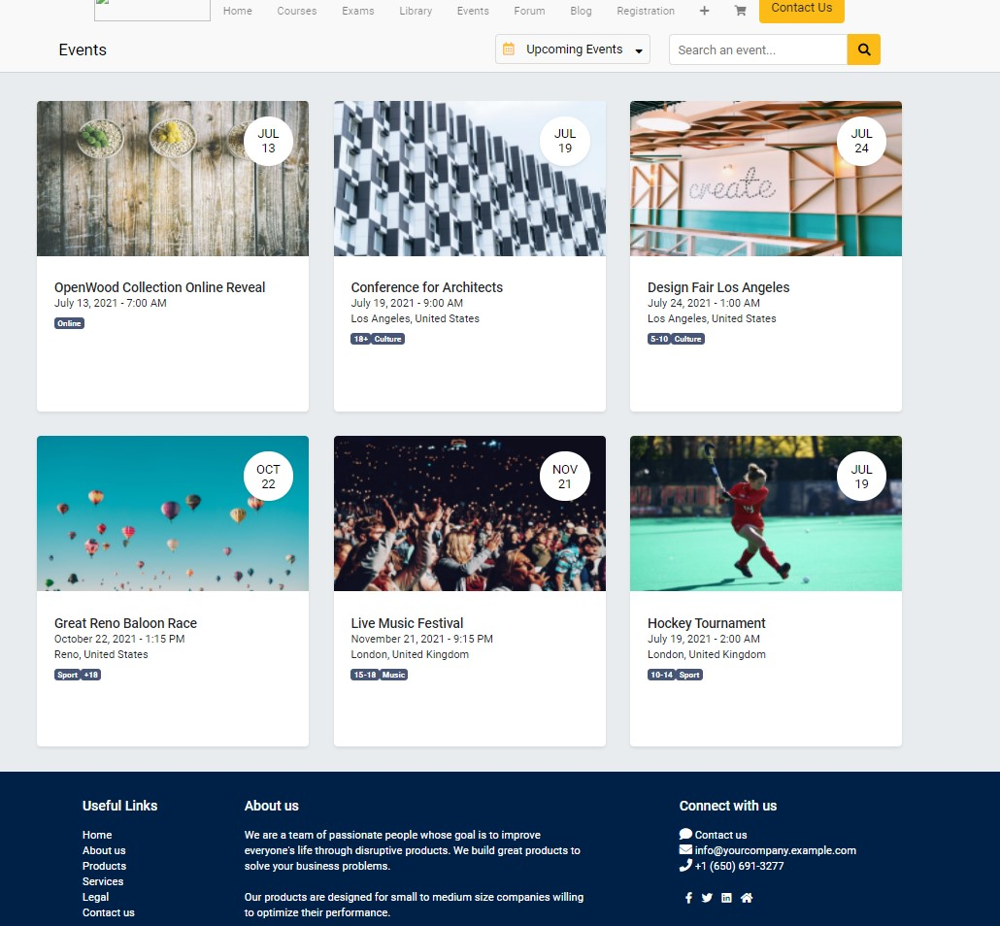 Home Courses Exams Library Events Forum Blog Registration + Contact Us
Events
Upcoming Events
Search an event...
JUL
13
OpenWood Collection Online Reveal
July 13, 2021 - 7:00 AM
Online
JUL
19
Conference for Architects
July 19, 2021 - 9:00 AM
Los Angeles, United States
18+ Culture
create
JUL
24
Design Fair Los Angeles
July 24, 2021 - 1:00 AM
Los Angeles, United States
5-10 Culture
OCT
22
Great Reno Baloon Race
October 22, 2021 - 1:15 PM
Reno, United States
Sport +18
NOV
21
Live Music Festival
November 21, 2021 - 9:15 PM
London, United Kingdom
15-18 Music
JUL
19
Hockey Tournament
July 19, 2021 - 2:00 AM
London, United Kingdom
10-14 Sport
Useful Links
Home
About us
Products
Services
Legal
Contact us
About us
We are a team of passionate people whose goal is to improve
everyone's life through disruptive products. We build great products to
solve your business problems.
Our products are designed for small to medium size companies willing
to optimize their performance.
Connect with us
Contact us
info@yourcompany.example.com
+1 (650) 691-3277